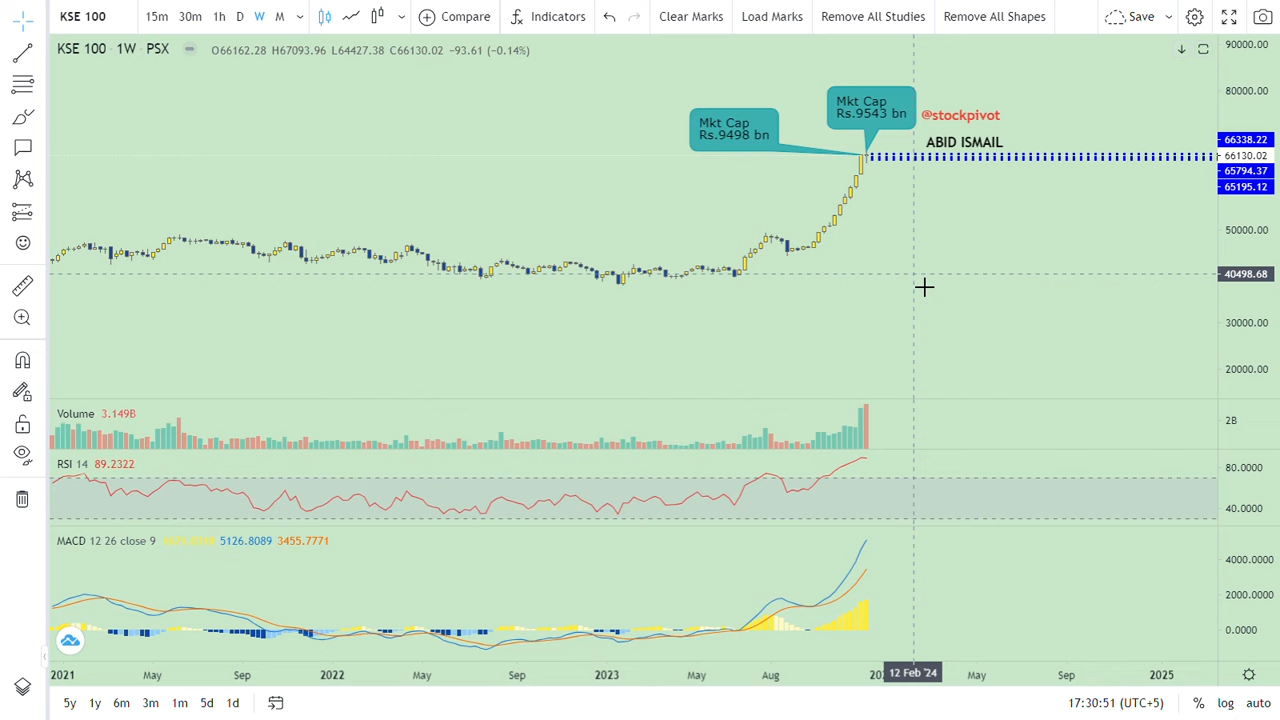 KSE 100
15m 30m 1h D W M
Compare
Indicators
Clear Marks
Load Marks
Remove All Studies
Remove All Shapes
Save
KSE 100 · 1W · PSX
O66162.28 H67093.96 L64427.38 C66130.02 −93.61 (−0.14%)
90000.00
80000.00
Mkt Cap
Rs.9543 bn
Mkt Cap
Rs.9498 bn
@stockpivot
ABID ISMAIL
66338.22
66130.02
65794.37
65195.12
50000.00
40498.68
30000.00
20000.00
Volume 3.149B
2B
RSI 14 89.2322
80.0000
40.0000
MACD 12 26 close 9 5126.8089 3455.7771
4000.0000
2000.0000
0.0000
2021 May Sep 2022 May Sep 2023 May Aug 12 Feb '24 May Sep 2025
5y 1y 6m 3m 1m 5d 1d
17:30:51 (UTC+5)
% log auto